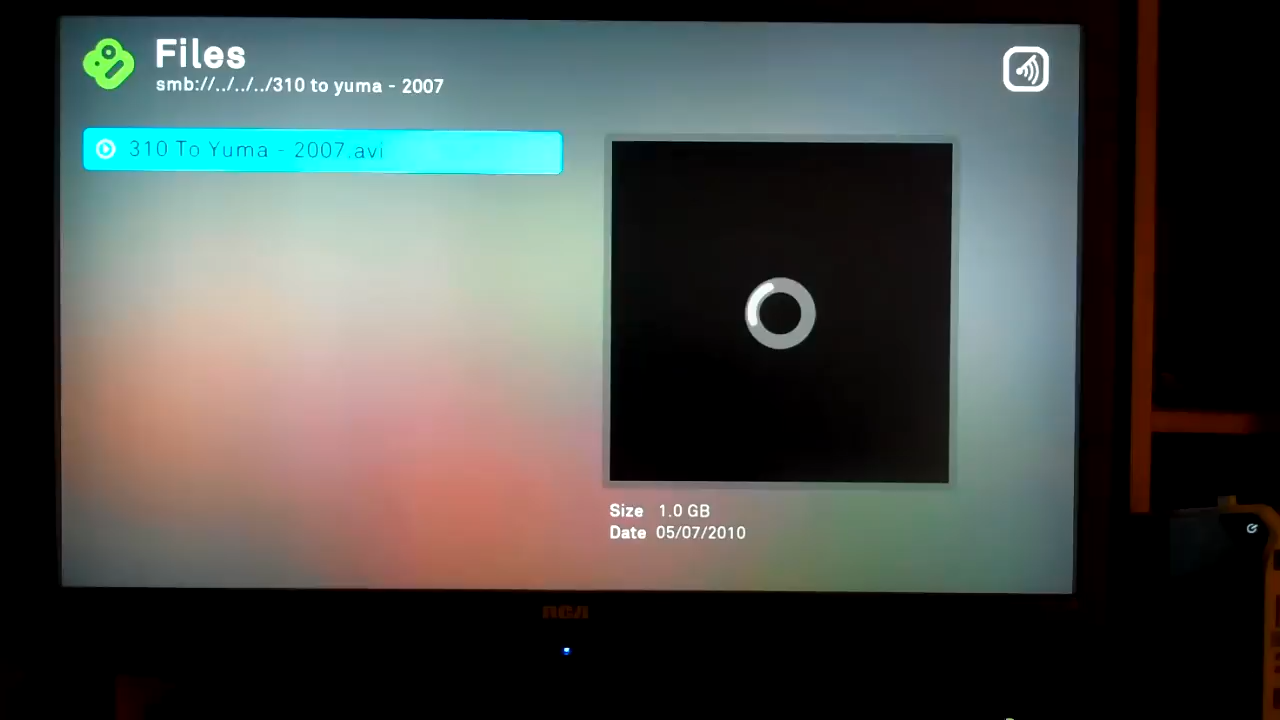 Files
smb://../../../310 to yuma - 2007
310 To Yuma - 2007.avi
Size 1.0 GB
Date 05/07/2010
RCA